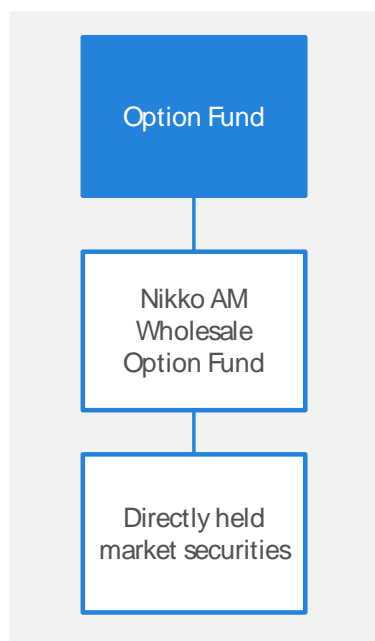 Option Fund
Nikko AM
Wholesale
Option Fund
Directly held
market securities